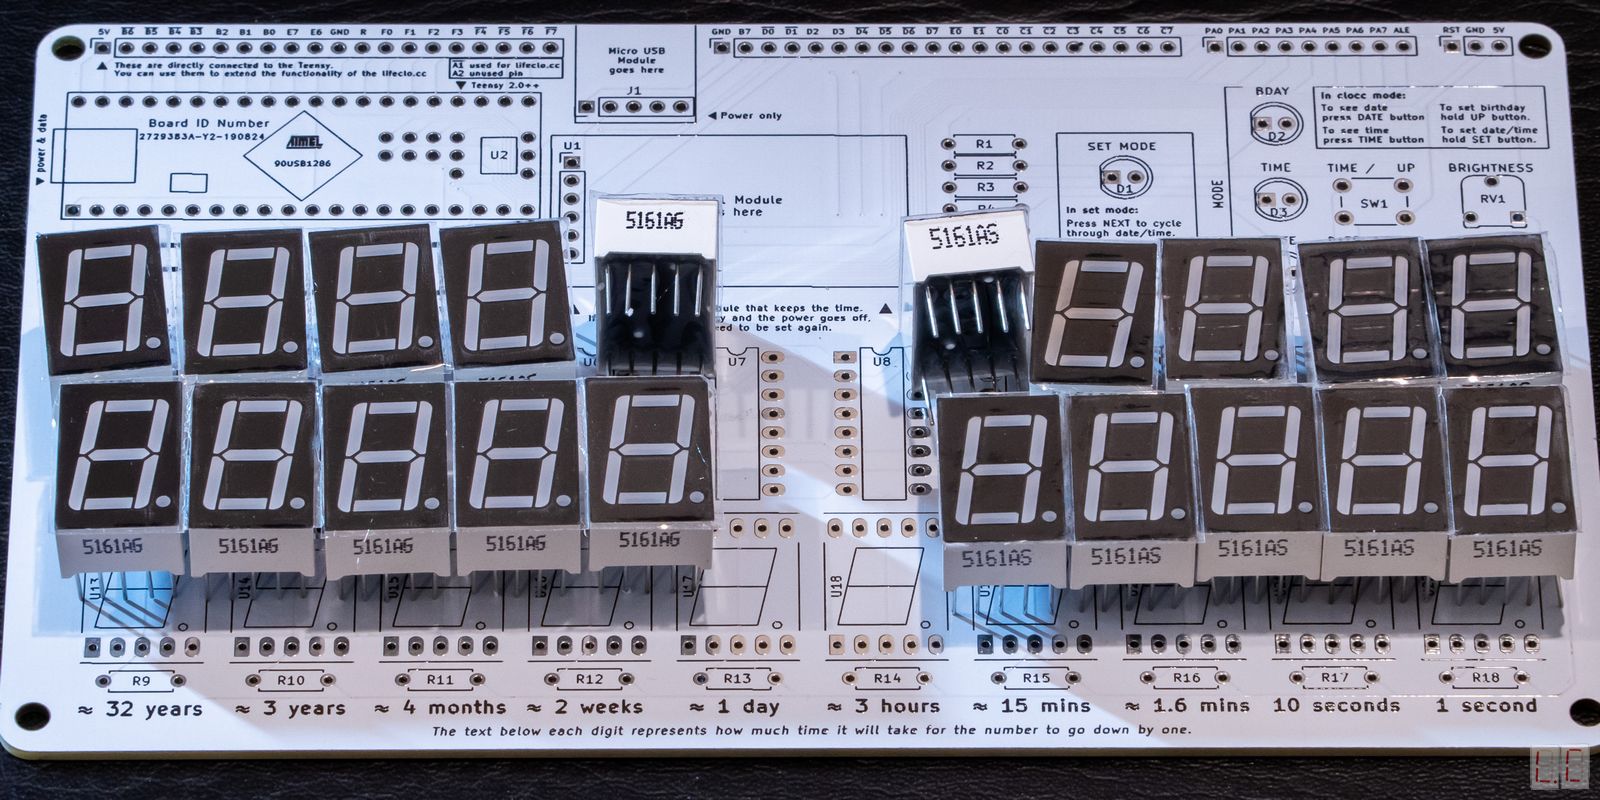 5V B6 B5 B4 B3 B2 B1 B0 E7 E6 GND R F0 F1 F2 F3 F4 F5 F6 F7
GND B7 D0 D1 D2 D3 D4 D5 D6 D7 E0 E1 C0 C1 C2 C3 C4 C5 C6 C7
PA0 PA1 PA2 PA3 PA4 PA5 PA6 PA7 ALE
RST GND 5V
▲ These are directly connected to the Teensy.
You can use them to extend the functionality of the lifeclo.cc
A1 used for lifeclo.cc
A2 unused pin
▼ Teensy 2.0++
Micro USB
Module
goes here
J1
◀ Power only
▼ power & data
Board ID Number
2729383A-Y2-190824
ATMEL
90USB1286
U2
U1
Module
here
R1
R2
R3
SET MODE
D1
In set mode:
Press NEXT to cycle
through date/time.
MODE
BDAY
D2
In clocc mode:
To see date
press DATE button
To see time
press TIME button
To set birthday
hold UP button.
To set date/time
hold SET button.
TIME
D3
TIME / UP
SW1
BRIGHTNESS
RV1
5161AG
5161AS
that keeps the time.
and the power goes off,
to be set again.
U7
U8
5161AG
5161AG
5161AG
5161AG
5161AG
5161AS
5161AS
5161AS
5161AS
5161AS
U13
U14
U17
U18
R9
R10
R11
R12
R13
R14
R15
R16
R17
R18
≈ 32 years
≈ 3 years
≈ 4 months
≈ 2 weeks
≈ 1 day
≈ 3 hours
≈ 15 mins
≈ 1.6 mins
10 seconds
1 second
The text below each digit represents how much time it will take for the number to go down by one.